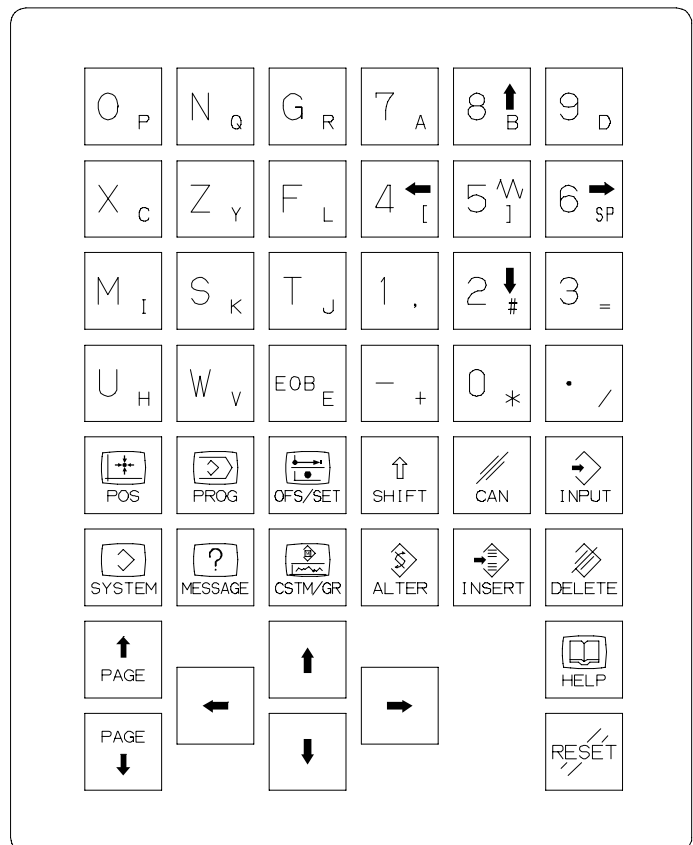 O P N Q G R 7 A 8 B 9 D
X C Z Y F L 4 [ 5 ] 6 SP
M I S K T J 1 , 2 # 3 =
U H W V EOB E - + 0 * . /
POS PROG OFS/SET SHIFT CAN INPUT
SYSTEM MESSAGE CSTM/GR ALTER INSERT DELETE
PAGE HELP
PAGE RESET